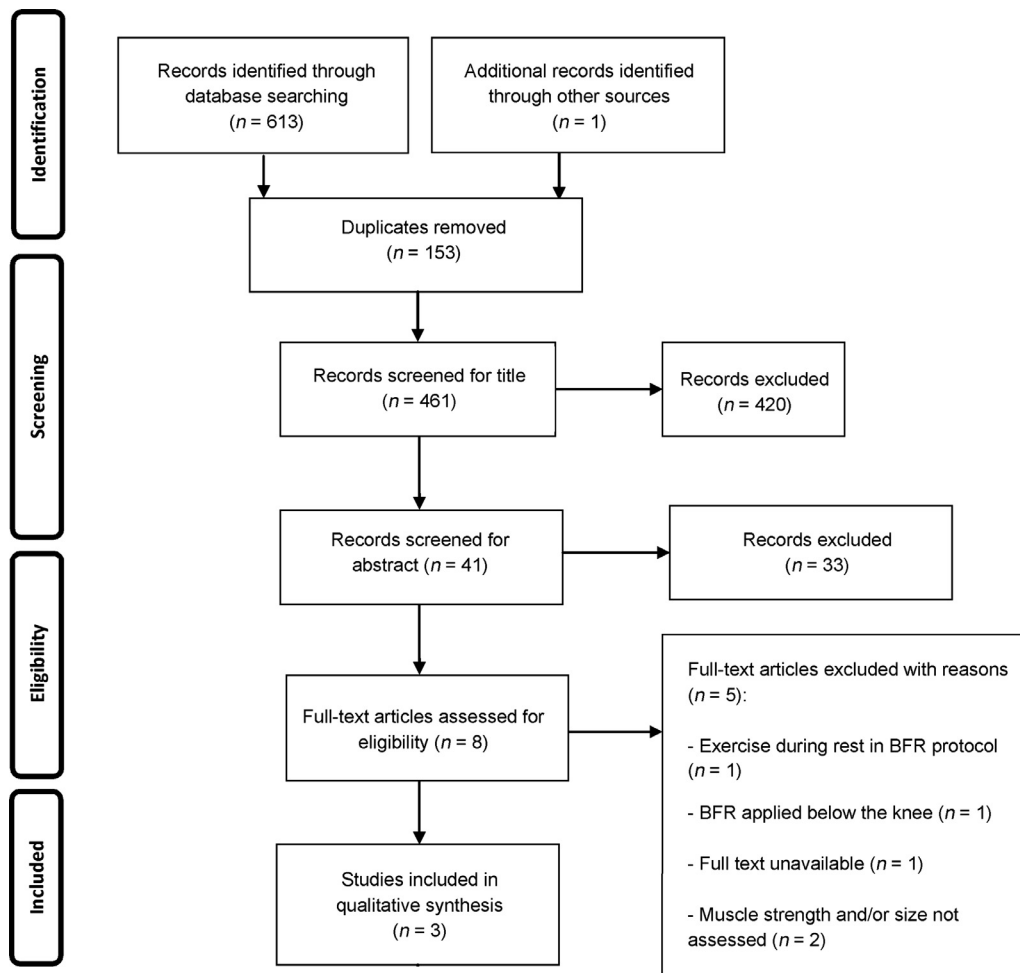 Identification
Records identified through
database searching
(n = 613)
Additional records identified
through other sources
(n = 1)
Duplicates removed
(n = 153)
Screening
Records screened for title
(n = 461)
Records excluded
(n = 420)
Records screened for
abstract (n = 41)
Records excluded
(n = 33)
Eligibility
Full-text articles assessed for
eligibility (n = 8)
Full-text articles excluded with reasons
(n = 5):
- Exercise during rest in BFR protocol
(n = 1)
- BFR applied below the knee (n = 1)
- Full text unavailable (n = 1)
- Muscle strength and/or size not
assessed (n = 2)
Included
Studies included in
qualitative synthesis
(n = 3)